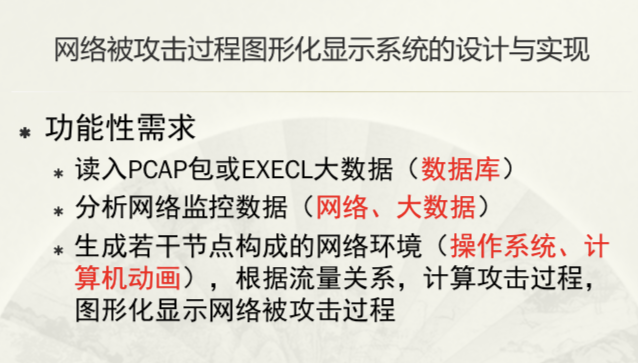 网络被攻击过程图形化显示系统的设计与实现
* 功能性需求
* 读入PCAP包或EXECL大数据（数据库）
* 分析网络监控数据（网络、大数据）
* 生成若干节点构成的网络环境（操作系统、计
算机动画），根据流量关系，计算攻击过程，
图形化显示网络被攻击过程